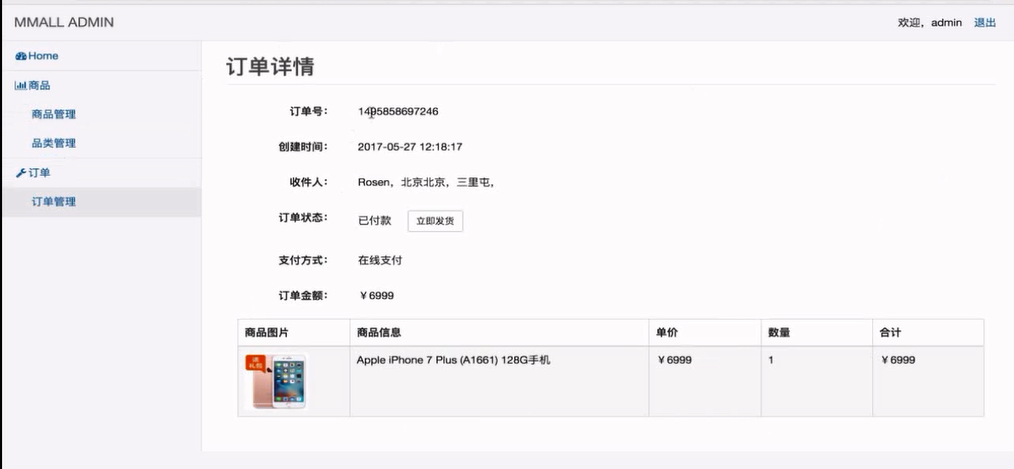 MMALL ADMIN
欢迎，admin 退出
Home
商品
商品管理
品类管理
订单
订单管理
订单详情
订单号： 1495858697246
创建时间： 2017-05-27 12:18:17
收件人： Rosen，北京北京，三里屯，
订单状态： 已付款 立即发货
支付方式： 在线支付
订单金额： ￥6999
商品图片 商品信息 单价 数量 合计
Apple iPhone 7 Plus (A1661) 128G手机 ￥6999 1 ￥6999